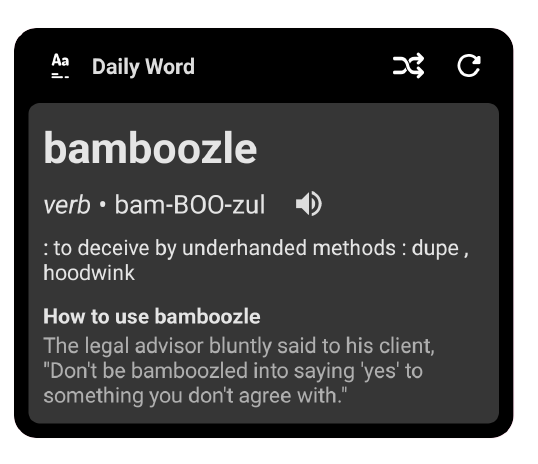 Aa
Daily Word
bamboozle
verb • bam-BOO-zul
: to deceive by underhanded methods : dupe ,
hoodwink
How to use bamboozle
The legal advisor bluntly said to his client,
"Don't be bamboozled into saying 'yes' to
something you don't agree with."